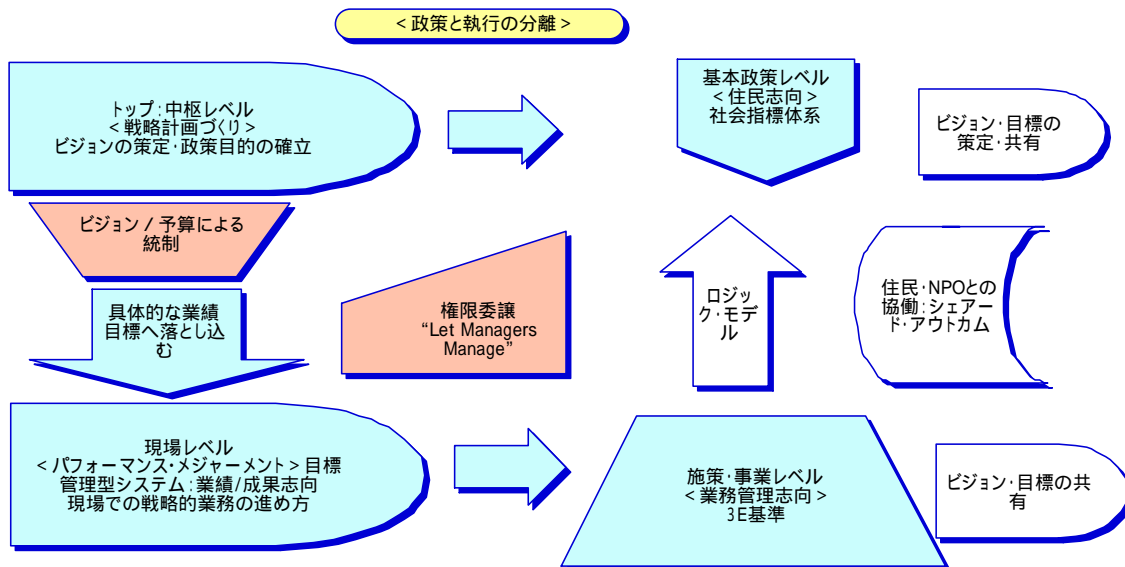 <政策と執行の分離>
トップ:中枢レベル
<戦略計画づくり>
ビジョンの策定・政策目的の確立
基本政策レベル
<住民志向>
社会指標体系
ビジョン・目標の
策定・共有
ビジョン/予算による
統制
具体的な業績
目標へ落とし込
む
権限委譲
“Let Managers
Manage”
ロジッ
ク・モデ
ル
住民・NPOとの
協働:シェアー
ド・アウトカム
現場レベル
<パフォーマンス・メジャーメント>目標
管理型システム:業績/成果志向
現場での戦略的業務の進め方
施策・事業レベル
<業務管理志向>
3E基準
ビジョン・目標の共
有